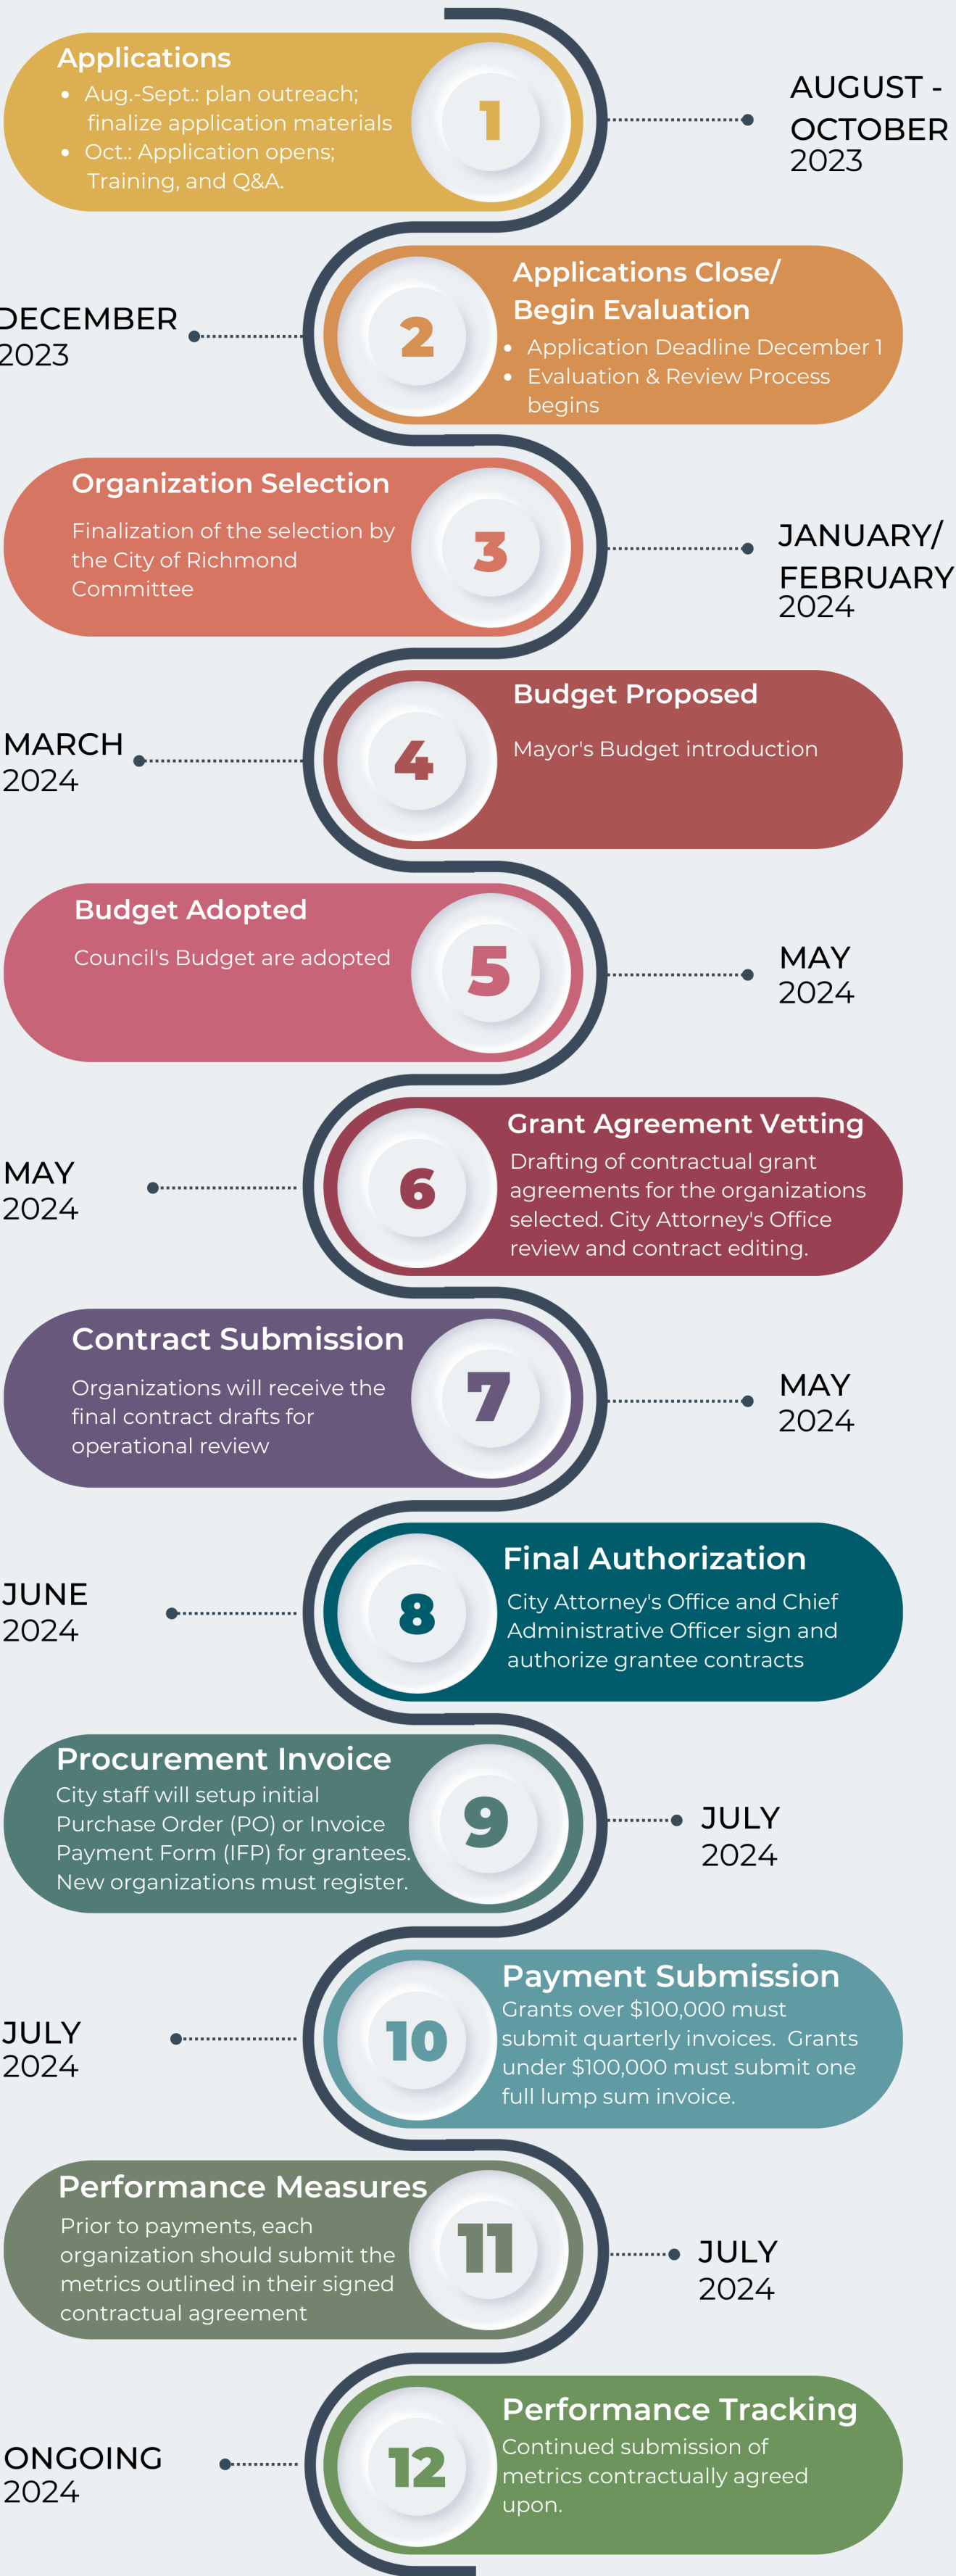 Applications
• Aug.-Sept.: plan outreach;
finalize application materials
• Oct.: Application opens;
Training, and Q&A.
1
AUGUST -
OCTOBER
2023
DECEMBER
2023
2
Applications Close/
Begin Evaluation
• Application Deadline December 1
• Evaluation & Review Process
begins
Organization Selection
Finalization of the selection by
the City of Richmond
Committee
3
JANUARY/
FEBRUARY
2024
MARCH
2024
4
Budget Proposed
Mayor's Budget introduction
Budget Adopted
Council's Budget are adopted
5
MAY
2024
MAY
2024
6
Grant Agreement Vetting
Drafting of contractual grant
agreements for the organizations
selected. City Attorney's Office
review and contract editing.
Contract Submission
Organizations will receive the
final contract drafts for
operational review
7
MAY
2024
JUNE
2024
8
Final Authorization
City Attorney's Office and Chief
Administrative Officer sign and
authorize grantee contracts
Procurement Invoice
City staff will setup initial
Purchase Order (PO) or Invoice
Payment Form (IFP) for grantees.
New organizations must register.
9
JULY
2024
JULY
2024
10
Payment Submission
Grants over $100,000 must
submit quarterly invoices.  Grants
under $100,000 must submit one
full lump sum invoice.
Performance Measures
Prior to payments, each
organization should submit the
metrics outlined in their signed
contractual agreement
11
JULY
2024
ONGOING
2024
12
Performance Tracking
Continued submission of
metrics contractually agreed
upon.